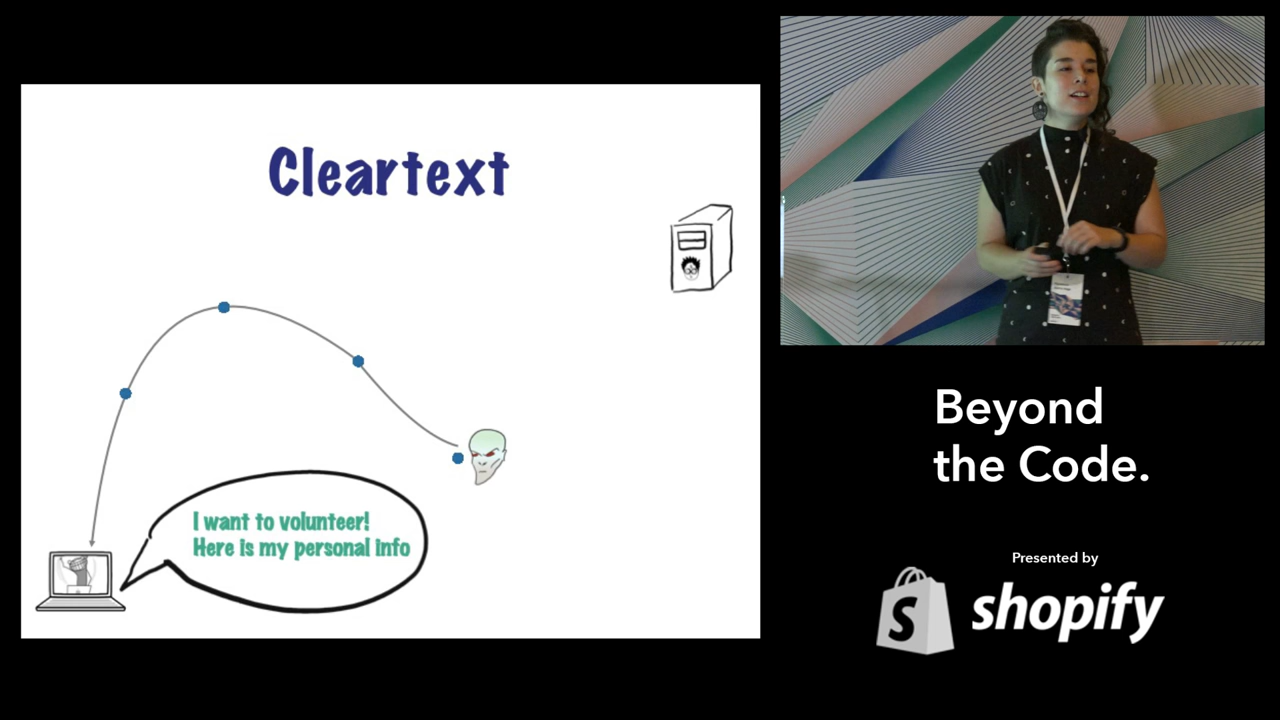 Cleartext
I want to volunteer!
Here is my personal info
Beyond
the Code.
Presented by
S
shopify